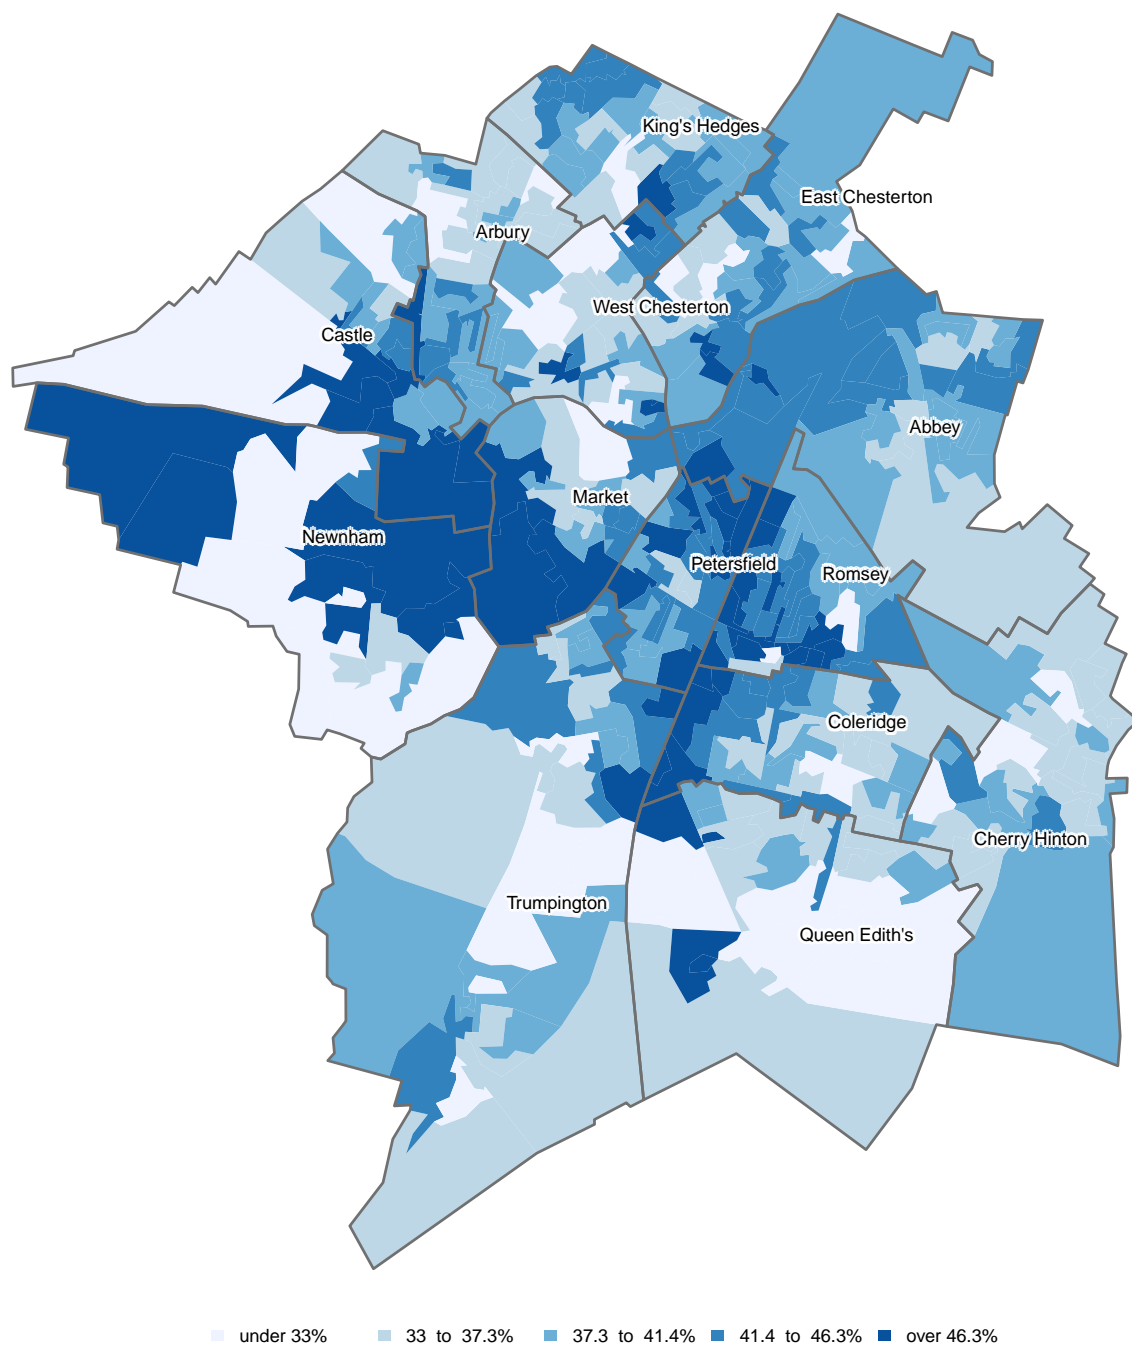 King's Hedges
East Chesterton
Arbury
West Chesterton
Castle
Abbey
Market
Newnham
Petersfield
Romsey
Coleridge
Cherry Hinton
Trumpington
Queen Edith's
under 33%
33 to 37.3%
37.3 to 41.4%
41.4 to 46.3%
over 46.3%